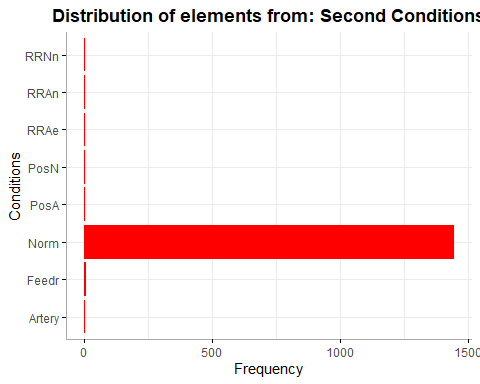 Distribution of elements from: Second Conditions
Conditions
RRNn
RRAn
RRAe
PosN
PosA
Norm
Feedr
Artery
0 500 1000 1500
Frequency